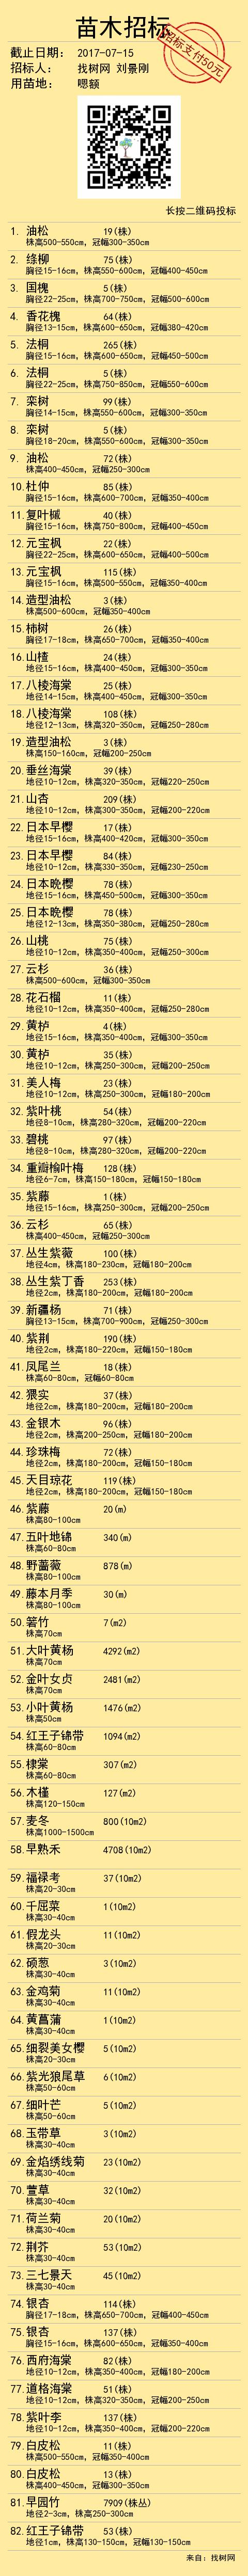 苗木招标
招标支付50元
截止日期: 2017-07-15
招标人: 找树网 刘景刚
用苗地: 嗯额
长按二维码投标
1. 油松 19(株)
株高500-550cm, 冠幅300-350cm
2. 绦柳 75(株)
胸径15-16cm, 株高550-600cm, 冠幅400-450cm
3. 国槐 5(株)
胸径22-25cm, 株高700-750cm, 冠幅500-600cm
4. 香花槐 64(株)
胸径13-15cm, 株高600-650cm, 冠幅380-420cm
5. 法桐 265(株)
胸径15-16cm, 株高600-650cm, 冠幅450-500cm
6. 法桐 5(株)
胸径22-25cm, 株高750-850cm, 冠幅550-600cm
7. 栾树 99(株)
胸径14-15cm, 株高550-600cm, 冠幅300-350cm
8. 栾树 5(株)
胸径18-20cm, 株高550-600cm, 冠幅300-350cm
9. 油松 72(株)
株高400-450cm, 冠幅250-300cm
10. 杜仲 85(株)
胸径15-16cm, 株高600-700cm, 冠幅350-400cm
11. 复叶槭 40(株)
胸径15-16cm, 株高750-800cm, 冠幅400-450cm
12. 元宝枫 22(株)
胸径22-25cm, 株高600-650cm, 冠幅400-500cm
13. 元宝枫 115(株)
胸径15-16cm, 株高500-550cm, 冠幅350-400cm
14. 造型油松 3(株)
株高500-600cm, 冠幅350-400cm
15. 柿树 26(株)
胸径17-18cm, 株高650-700cm, 冠幅350-400cm
16. 山楂 24(株)
地径15-16cm, 株高400-450cm, 冠幅300-350cm
17. 八棱海棠 25(株)
地径14-15cm, 株高400-450cm, 冠幅300-350cm
18. 八棱海棠 108(株)
地径12-13cm, 株高320-350cm, 冠幅250-280cm
19. 造型油松 3(株)
株高150-160cm, 冠幅200-250cm
20. 垂丝海棠 39(株)
地径10-12cm, 株高320-350cm, 冠幅220-250cm
21. 山杏 209(株)
地径10-12cm, 株高300-350cm, 冠幅200-220cm
22. 日本早樱 17(株)
地径15-16cm, 株高400-420cm, 冠幅300-350cm
23. 日本早樱 84(株)
地径10-12cm, 株高330-350cm, 冠幅230-250cm
24. 日本晚樱 78(株)
地径15-16cm, 株高450-500cm, 冠幅300-350cm
25. 日本晚樱 78(株)
地径12-13cm, 株高350-380cm, 冠幅250-280cm
26. 山桃 75(株)
地径10-12cm, 株高350-400cm, 冠幅250-300cm
27. 云杉 36(株)
株高500-600cm, 冠幅300-350cm
28. 花石榴 11(株)
地径10-12cm, 株高350-400cm, 冠幅250-280cm
29. 黄栌 4(株)
地径15-16cm, 株高350-400cm, 冠幅300-350cm
30. 黄栌 35(株)
地径10-12cm, 株高250-300cm, 冠幅200-250cm
31. 美人梅 23(株)
地径10-12cm, 株高250-300cm, 冠幅180-200cm
32. 紫叶桃 54(株)
地径8-10cm, 株高280-320cm, 冠幅200-220cm
33. 碧桃 97(株)
地径8-10cm, 株高280-320cm, 冠幅200-220cm
34. 重瓣榆叶梅 128(株)
地径6-7cm, 株高150-180cm, 冠幅150-180cm
35. 紫藤 1(株)
地径15-16cm, 株高250-300cm, 冠幅200-250cm
36. 云杉 65(株)
株高400-450cm, 冠幅250-300cm
37. 丛生紫薇 100(株)
地径4cm, 株高180-230cm, 冠幅180-200cm
38. 丛生紫丁香 253(株)
地径2cm, 株高180-200cm, 冠幅180-200cm
39. 新疆杨 71(株)
胸径13-15cm, 株高700-900cm, 冠幅250-300cm
40. 紫荆 190(株)
地径2cm, 株高180-220cm, 冠幅150-180cm
41. 凤尾兰 18(株)
株高60-80cm, 冠幅60-80cm
42. 猥实 37(株)
地径2cm, 株高180-200cm, 冠幅180-200cm
43. 金银木 96(株)
地径2cm, 株高200-250cm, 冠幅180-200cm
44. 珍珠梅 72(株)
地径2cm, 株高180-200cm, 冠幅150-180cm
45. 天目琼花 119(株)
地径2cm, 株高180-200cm, 冠幅150-180cm
46. 紫藤 20(m)
株高80-100cm
47. 五叶地锦 340(m)
株高60-80cm
48. 野蔷薇 878(m)
株高80-100cm
49. 藤本月季 30(m)
株高80-100cm
50. 箬竹 7(m2)
株高70cm
51. 大叶黄杨 4292(m2)
株高70cm
52. 金叶女贞 2481(m2)
株高70cm
53. 小叶黄杨 1476(m2)
株高50cm
54. 红王子锦带 1094(m2)
株高60-80cm
55. 棣棠 307(m2)
株高60-80cm
56. 木槿 127(m2)
株高120-150cm
57. 麦冬 800(10m2)
株高1000-1500cm
58. 早熟禾 4708(10m2)
59. 福禄考 37(10m2)
株高20-30cm
60. 千屈菜 1(10m2)
株高30-40cm
61. 假龙头 11(10m2)
株高20-30cm
62. 硕葱 3(10m2)
株高30-40cm
63. 金鸡菊 11(10m2)
株高30-40cm
64. 黄菖蒲 1(10m2)
株高30-40cm
65. 细裂美女樱 5(10m2)
株高20-30cm
66. 紫光狼尾草 6(10m2)
株高50-60cm
67. 细叶芒 5(10m2)
株高50-60cm
68. 玉带草 3(10m2)
株高30-40cm
69. 金焰绣线菊 23(10m2)
株高30-40cm
70. 萱草 32(10m2)
株高30-40cm
71. 荷兰菊 20(10m2)
株高30-40cm
72. 荆芥 53(10m2)
株高30-40cm
73. 三七景天 45(10m2)
株高30-40cm
74. 银杏 114(株)
胸径17-18cm, 株高650-700cm, 冠幅400-450cm
75. 银杏 137(株)
胸径15-16cm, 株高600-650cm, 冠幅350-400cm
76. 西府海棠 82(株)
地径10-12cm, 株高350-400cm, 冠幅180-200cm
77. 道格海棠 51(株)
地径10-12cm, 株高320-350cm, 冠幅200-250cm
78. 紫叶李 137(株)
地径10-12cm, 株高350-400cm, 冠幅200-220cm
79. 白皮松 11(株)
株高500-550cm, 冠幅350-400cm
80. 白皮松 13(株)
株高400-450cm, 冠幅300-350cm
81. 早园竹 7909(株丛)
地径2-3cm, 株高250-300cm
82. 红王子锦带 53(株)
地径1cm, 株高130-150cm, 冠幅130-150cm
来自: 找树网